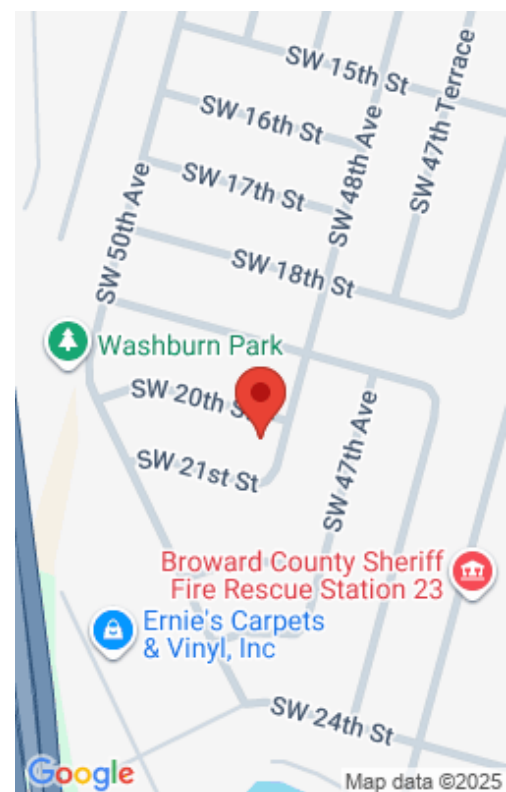 SW 15th St
SW 16th St
SW 47th Terrace
SW 48th Ave
SW 17th St
SW 50th Ave
SW 18th St
Washburn Park
SW 20th S
SW 47th Ave
SW 21st St
Broward County Sheriff
Fire Rescue Station 23
Ernie's Carpets
& Vinyl, Inc
SW 24th St
Google
Map data ©2025